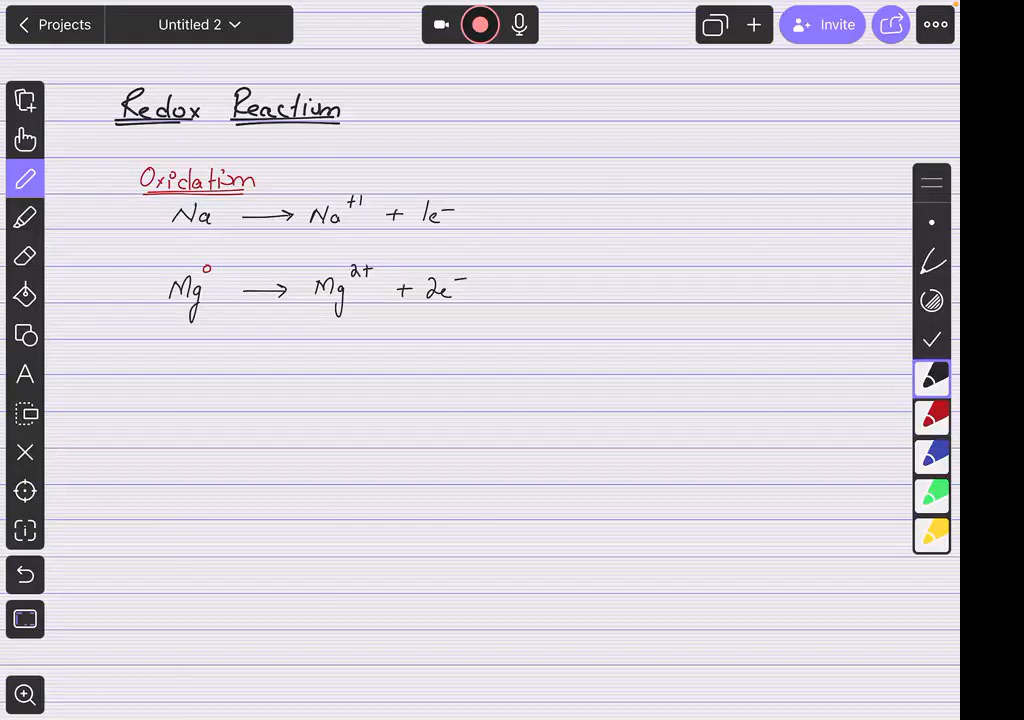 Projects Untitled 2 Invite
Redox Reaction
Oxidation
Na ⟶ Na⁺¹ + 1e⁻
Mg⁰ ⟶ Mg²⁺ + 2e⁻
A